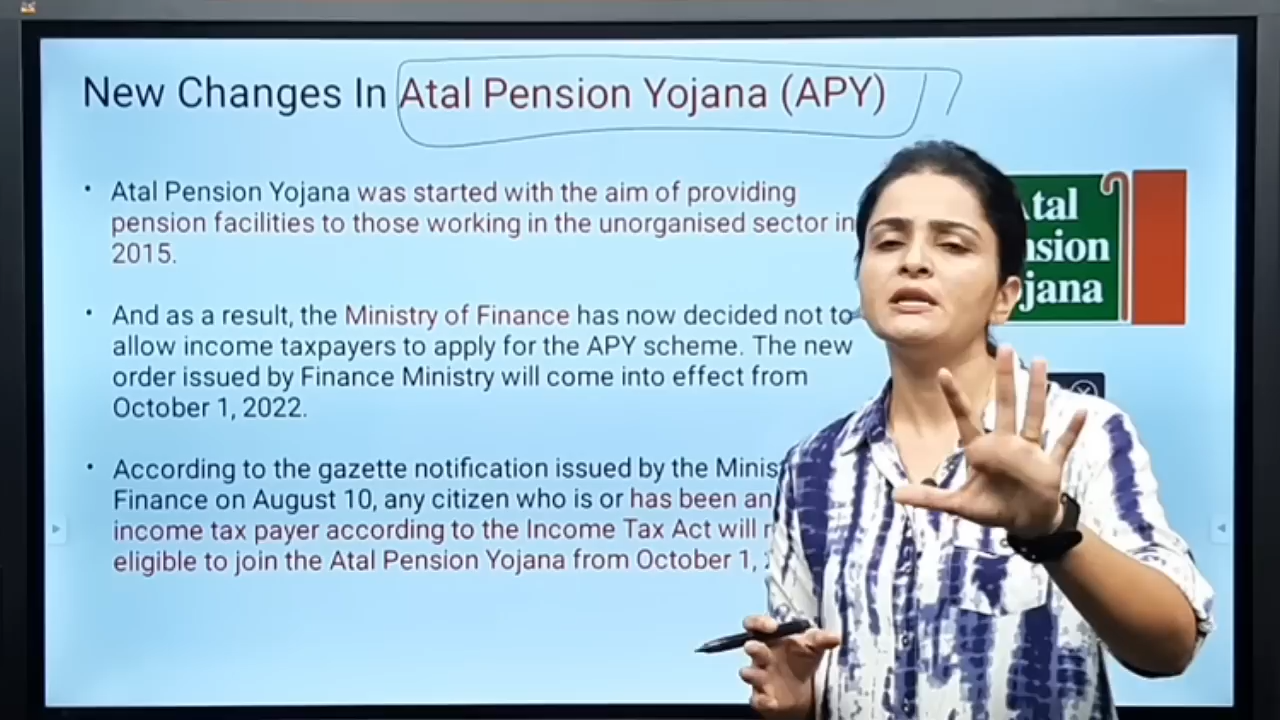 New Changes In Atal Pension Yojana (APY)
• Atal Pension Yojana was started with the aim of providing
pension facilities to those working in the unorganised sector in
2015.
• And as a result, the Ministry of Finance has now decided not to
allow income taxpayers to apply for the APY scheme. The new
order issued by Finance Ministry will come into effect from
October 1, 2022.
• According to the gazette notification issued by the
Finance on August 10, any citizen who is or has been an
income tax payer according to the Income Tax Act will
eligible to join the Atal Pension Yojana from October 1,